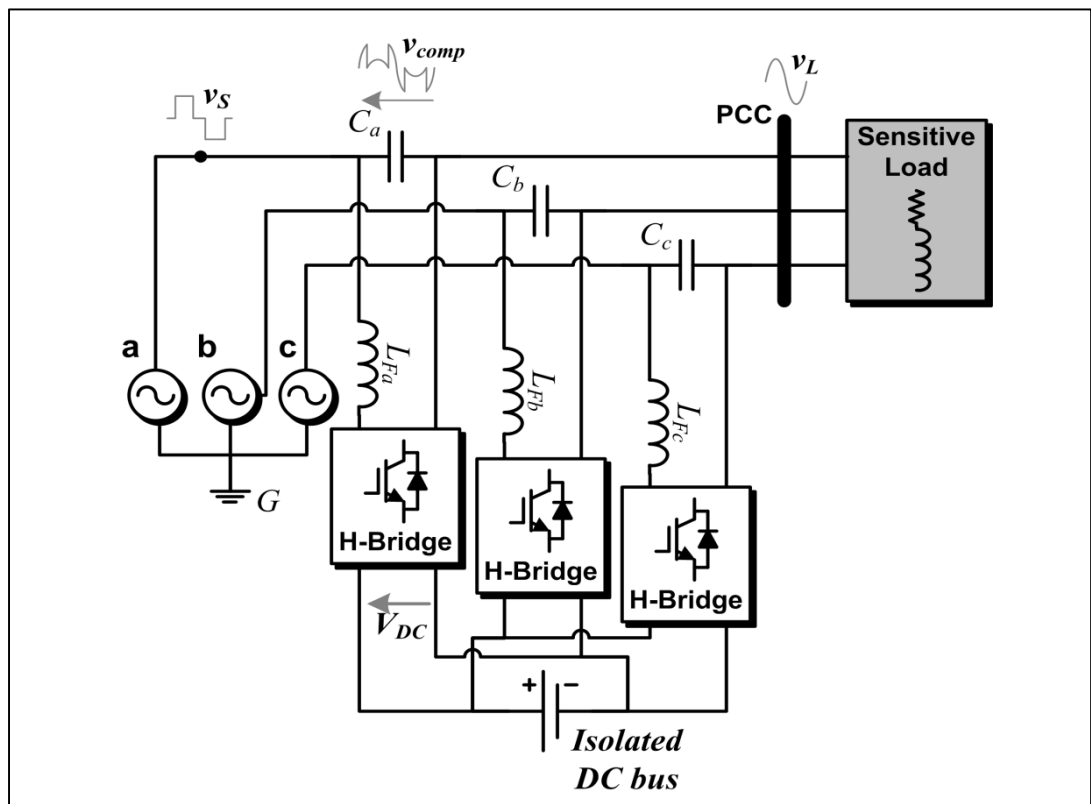 v_comp
v_L
v_S
PCC
C_a
Sensitive
Load
C_b
C_c
a
b
c
L_Fa
L_Fb
L_Fc
G
H-Bridge
H-Bridge
H-Bridge
V_DC
+
−
Isolated
DC bus